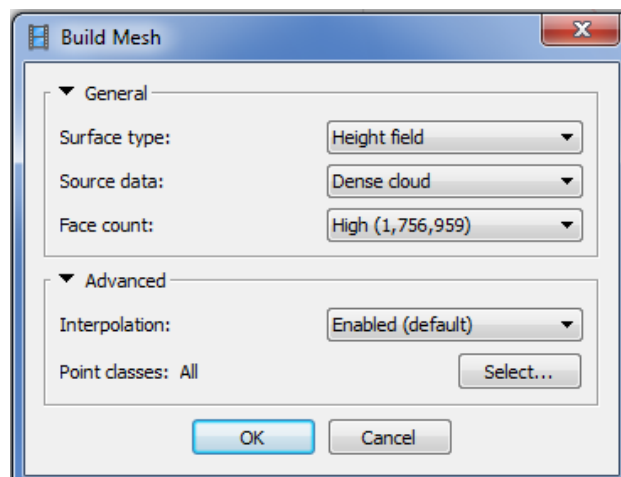 Build Mesh
General
Surface type: Height field
Source data: Dense cloud
Face count: High (1,756,959)
Advanced
Interpolation: Enabled (default)
Point classes: All Select...
OK Cancel